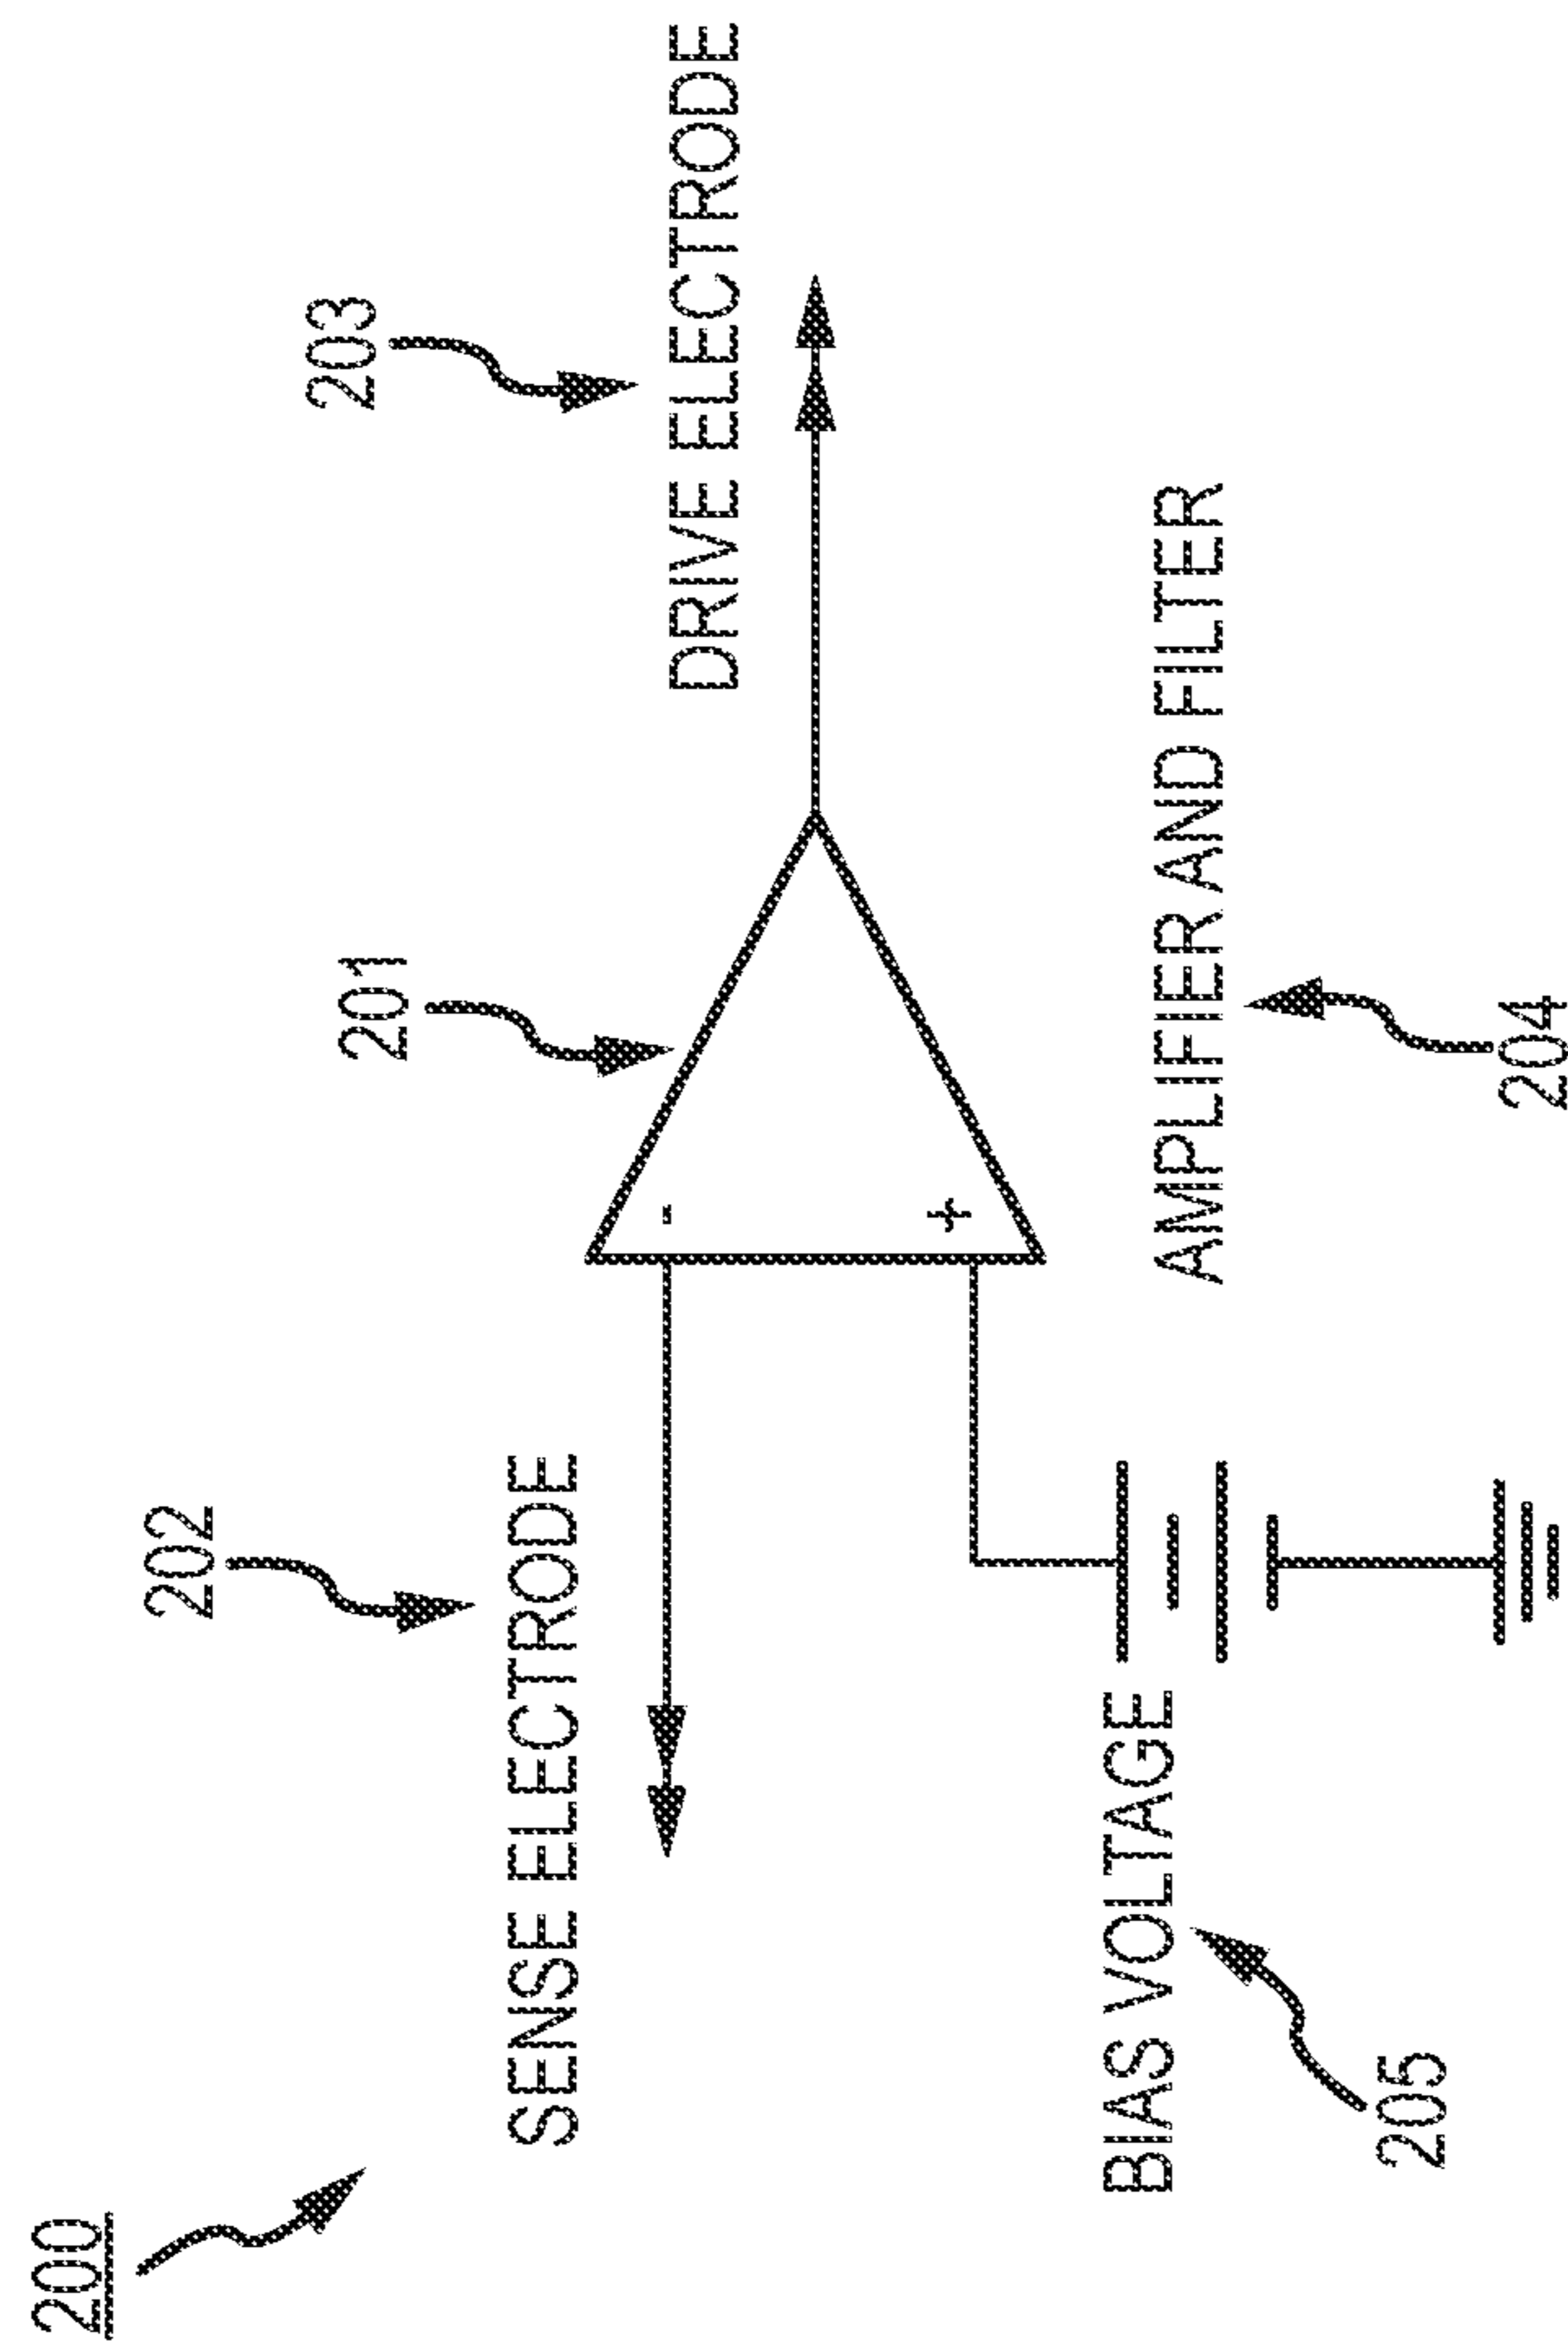 200
202
SENSE ELECTRODE
201
203
DRIVE ELECTRODE
-
+
BIAS VOLTAGE
205
AMPLIFIER AND FILTER
204